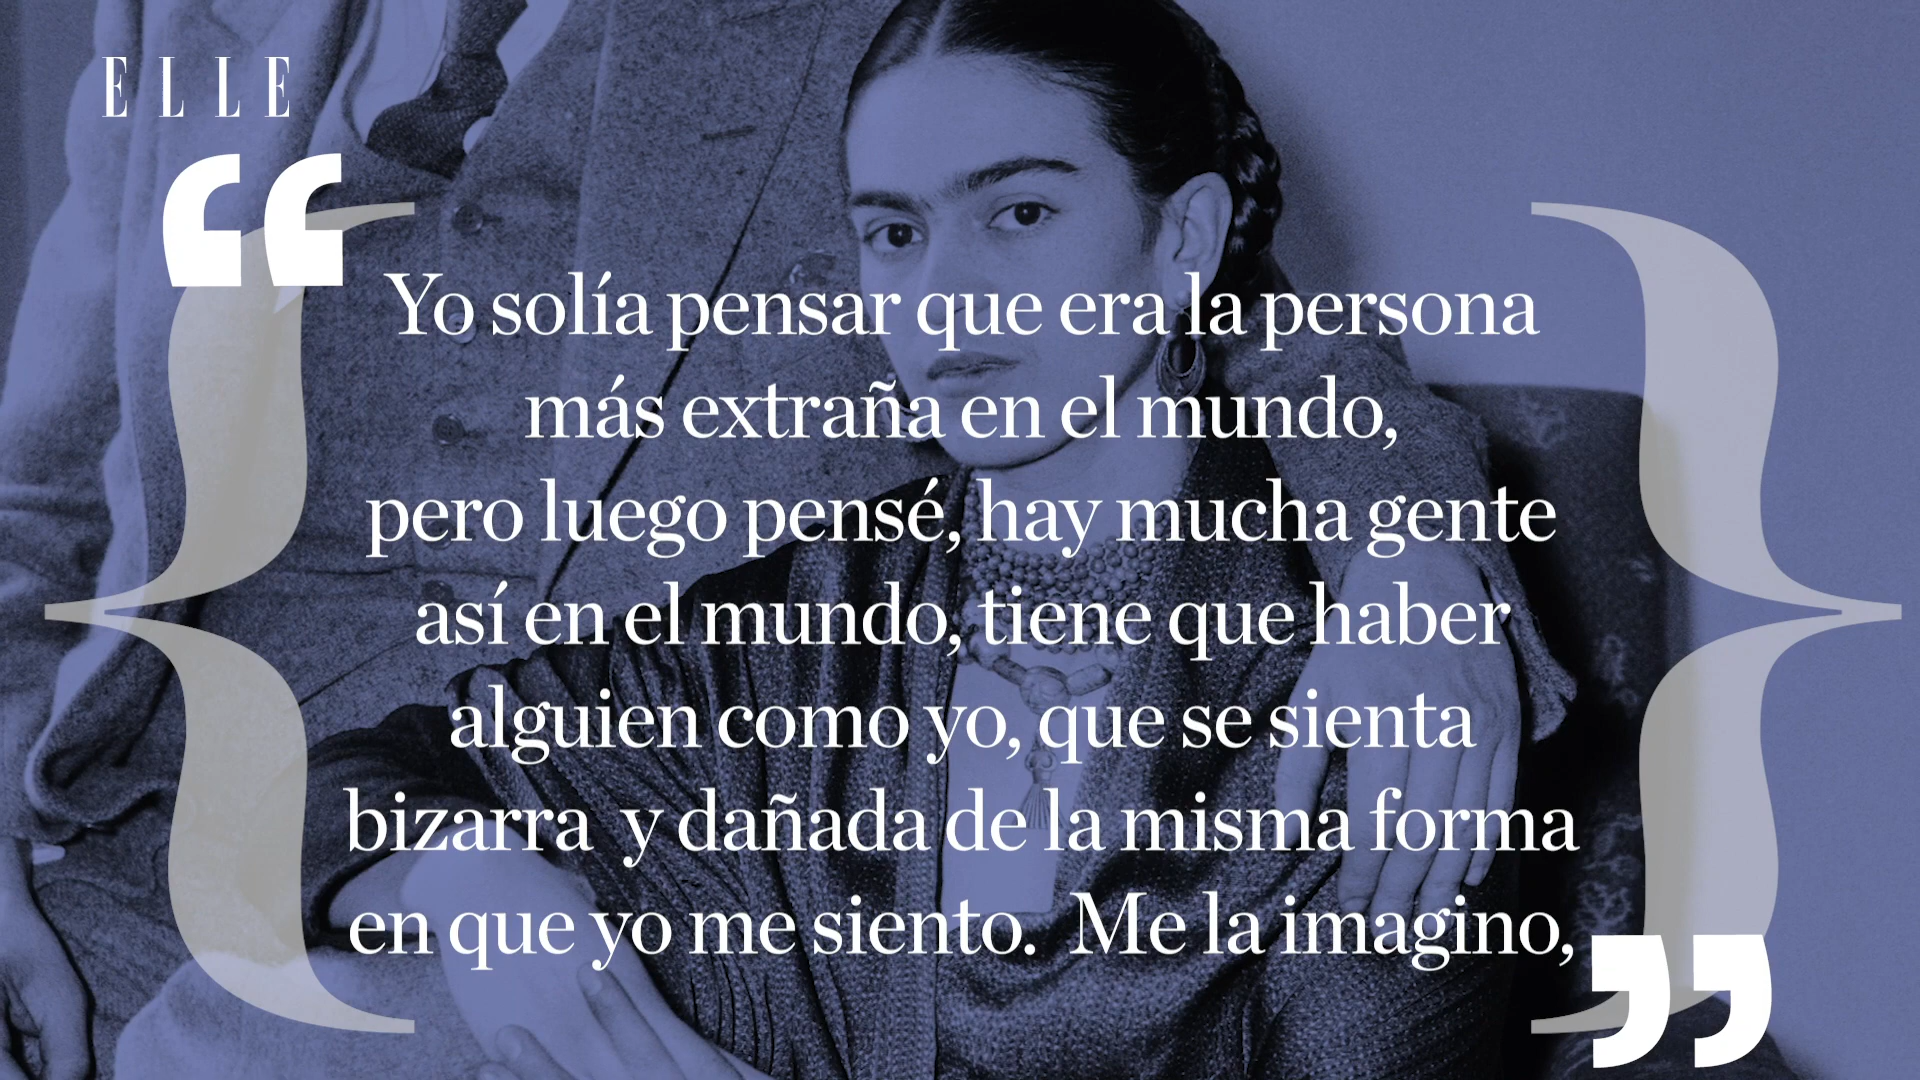 ELLE
“
Yo solía pensar que era la persona
más extraña en el mundo,
pero luego pensé, hay mucha gente
así en el mundo, tiene que haber
alguien como yo, que se sienta
bizarra y dañada de la misma forma
en que yo me siento. Me la imagino,
”